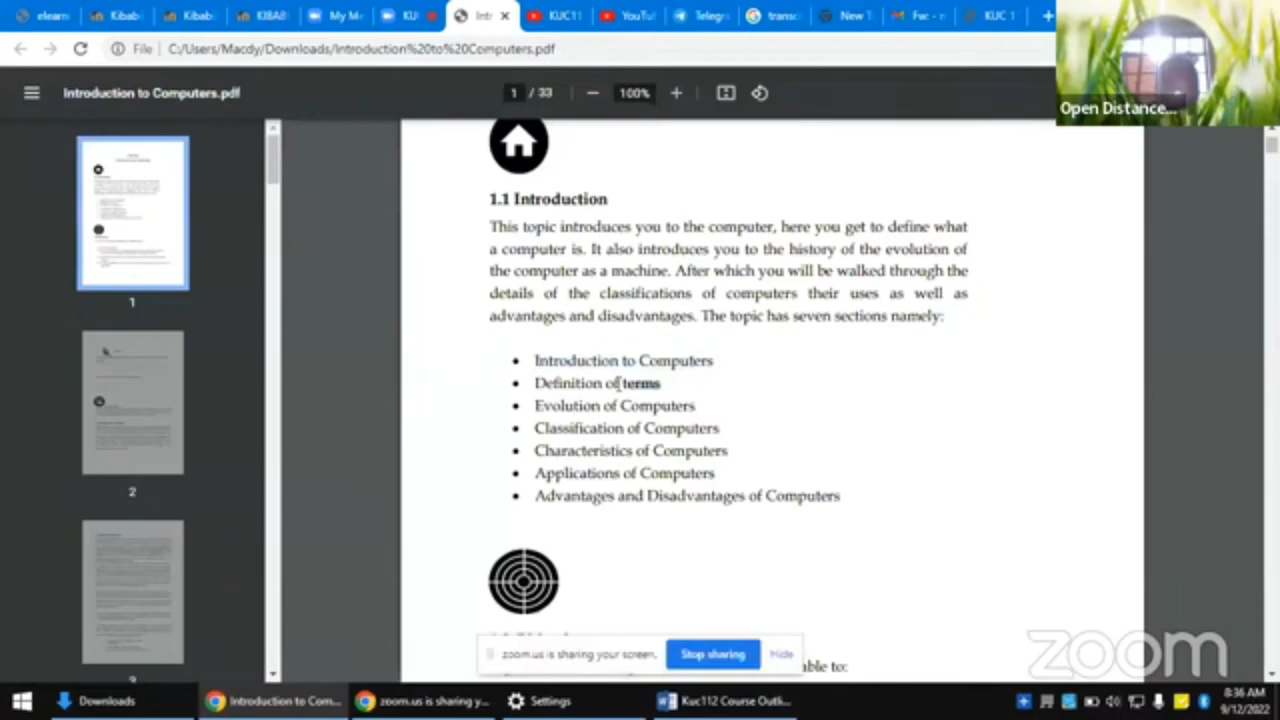 elearn
Kibab
Kibab
KIBAB
My Me
KU
Int
KUC11
YouTu
Telegr
transc
New T
KUC 1
File | C:/Users/Macdy/Downloads/Introduction%20to%20Computers.pdf
Open Distance...
Introduction to Computers.pdf
1 / 33
100%
1
2
1.1 Introduction
This topic introduces you to the computer, here you get to define what
a computer is. It also introduces you to the history of the evolution of
the computer as a machine. After which you will be walked through the
details of the classifications of computers their uses as well as
advantages and disadvantages. The topic has seven sections namely:
• Introduction to Computers
• Definition of terms
• Evolution of Computers
• Classification of Computers
• Characteristics of Computers
• Applications of Computers
• Advantages and Disadvantages of Computers
zoom.us is sharing your screen.
Stop sharing
Hide
able to:
zoom
Downloads
Introduction to Com...
zoom.us is sharing y...
Settings
Kuc112 Course Outli...
8:36 AM
9/12/2022